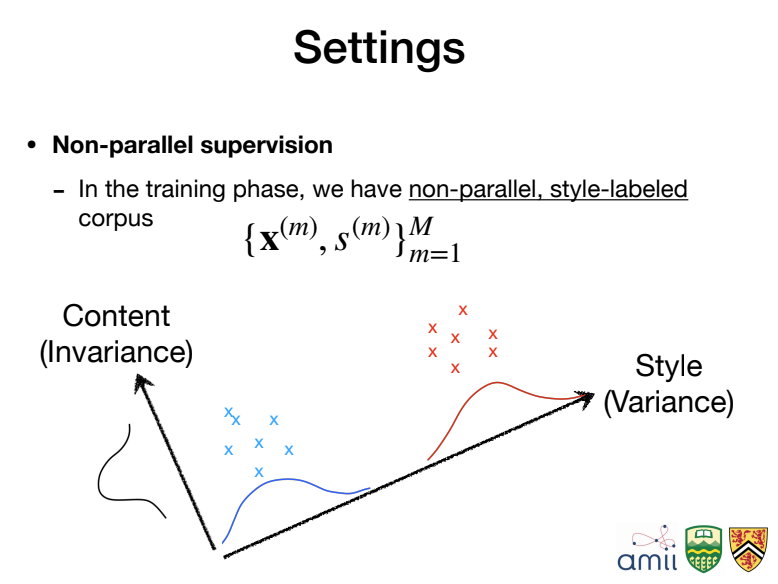 Settings
• Non-parallel supervision
– In the training phase, we have non-parallel, style-labeled
corpus
{x^(m), s^(m)}_{m=1}^M
Content
(Invariance)
Style
(Variance)
x x x x x x x
x x x x x x x
amii